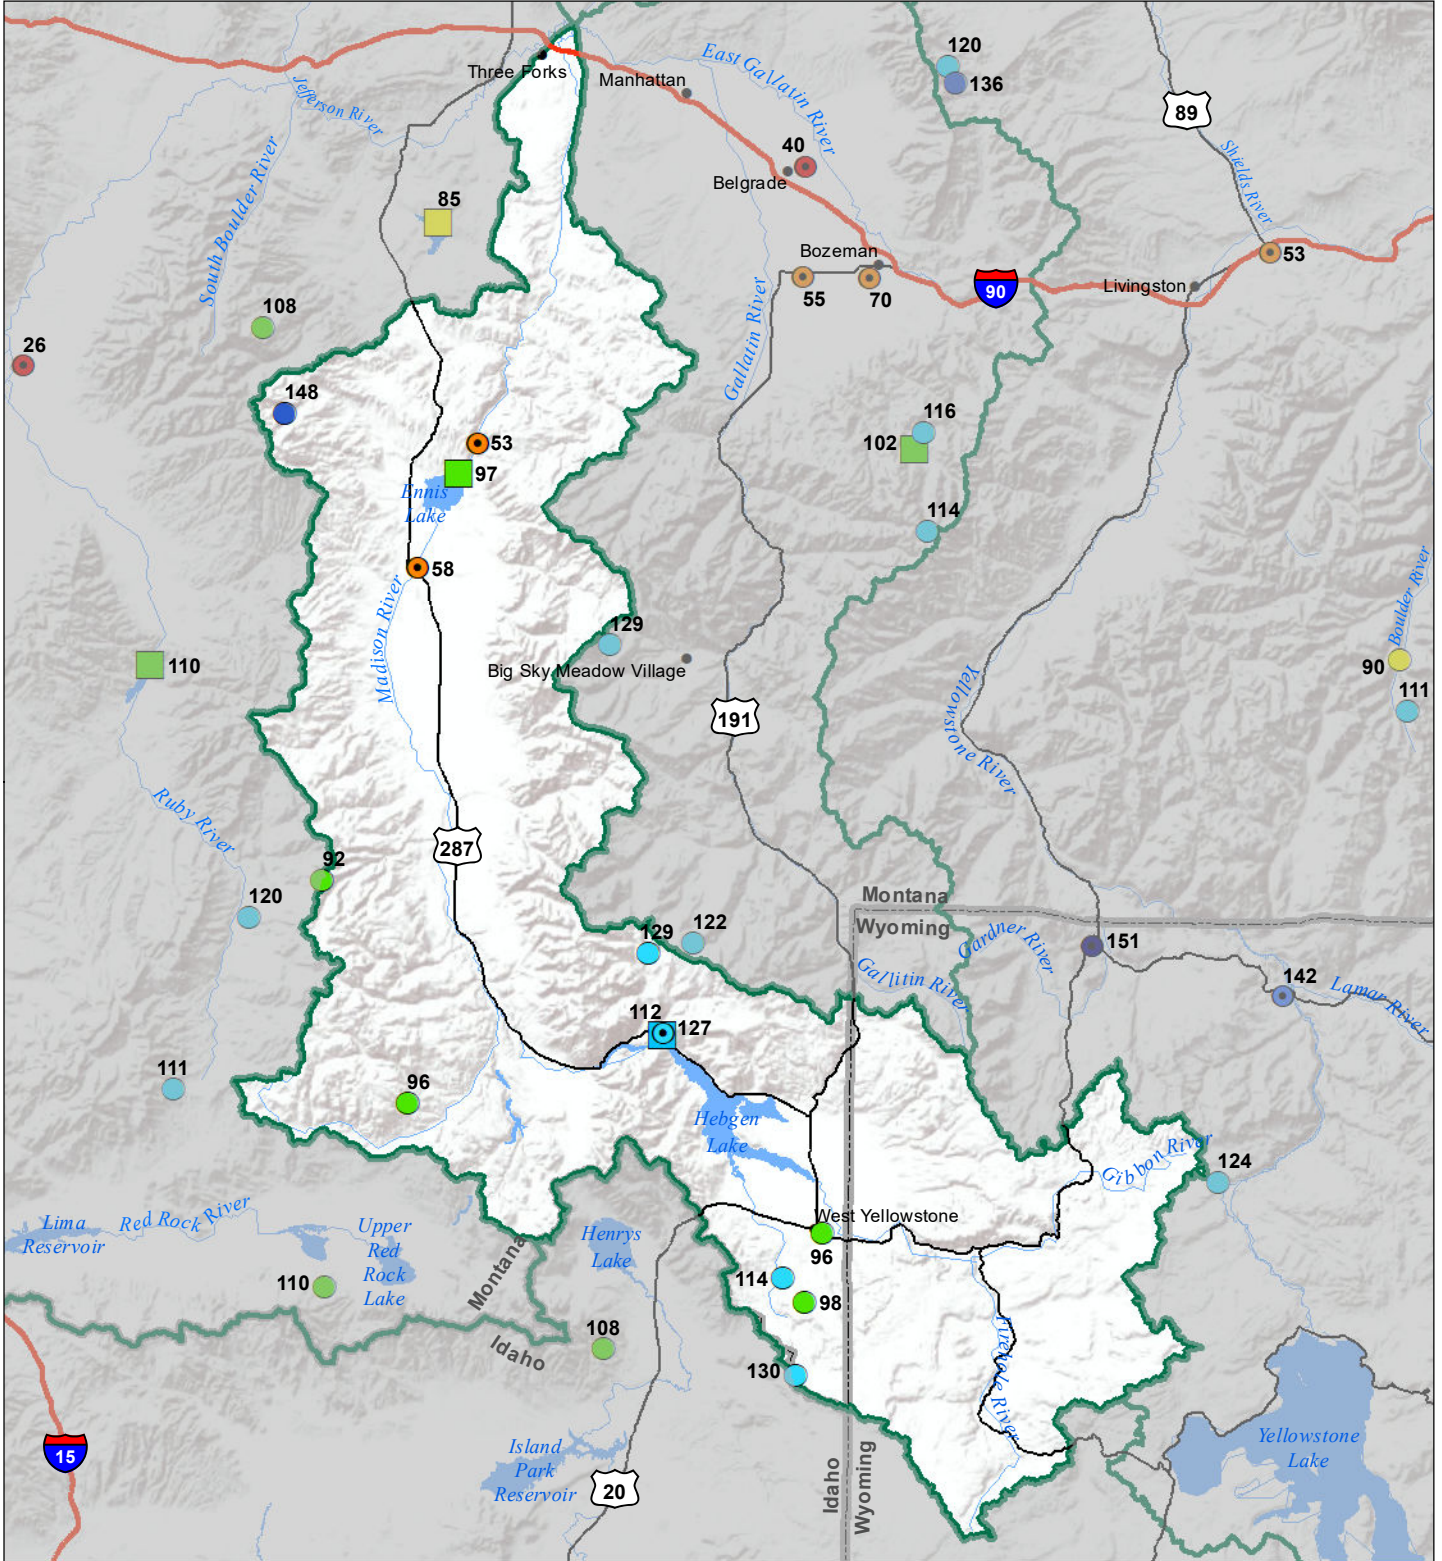 120
136
East Gallatin River
Three Forks
Manhattan
Jefferson River
89
40
Belgrade
Shields River
South Boulder River
85
Bozeman
53
55
70
90
Livingston
Gallatin River
108
26
148
116
102
53
97
Ennis
Lake
114
58
Madison River
Boulder River
129
Big Sky Meadow Village
110
90
111
191
Yellowstone River
Ruby River
287
92
120
Montana
Wyoming
129
122
Gardner River
151
Gallitin River
142
Lamar River
112
127
111
96
Hebgen
Lake
Gibbon River
124
Lima
Reservoir
Red Rock River
Upper
Red
Rock
Lake
Henrys
Lake
West Yellowstone
96
114
98
110
Montana
Idaho
108
130
Firehole River
15
Island
Park
Reservoir
20
Idaho
Wyoming
Yellowstone
Lake